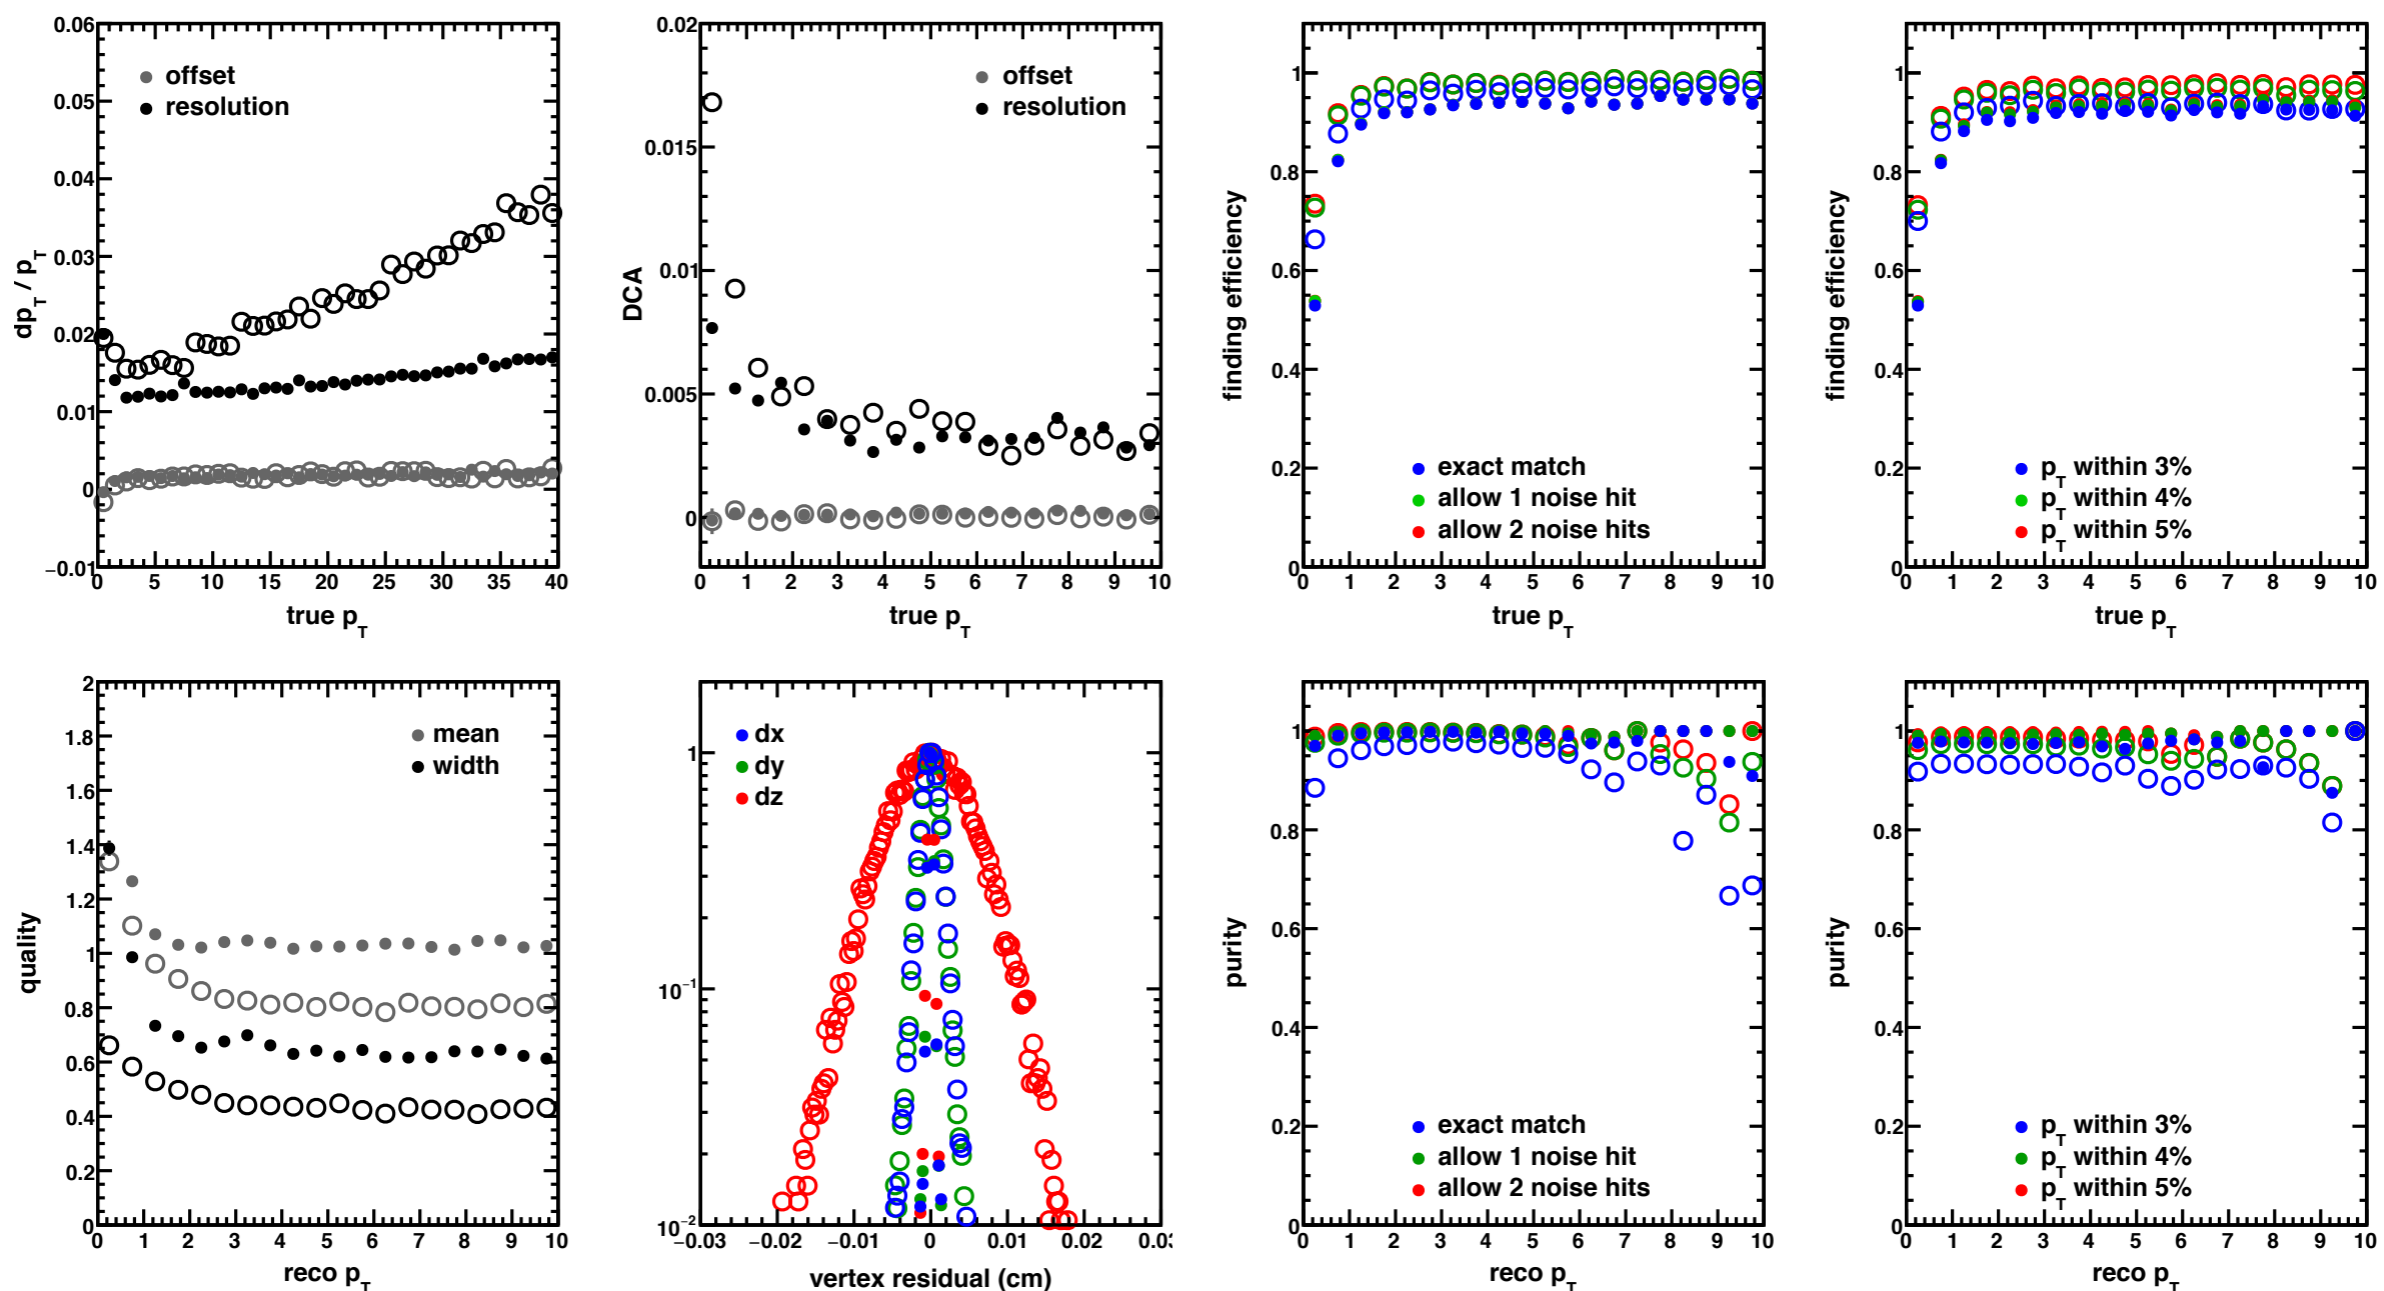 0.06
0.05
0.04
0.03
0.02
0.01
0
−0.01
dp_T / p_T
offset
resolution
0 5 10 15 20 25 30 35 40
true p_T
0.02
0.015
0.01
0.005
0
DCA
offset
resolution
0 1 2 3 4 5 6 7 8 9 10
true p_T
1
0.8
0.6
0.4
0.2
0
finding efficiency
exact match
allow 1 noise hit
allow 2 noise hits
0 1 2 3 4 5 6 7 8 9 10
true p_T
1
0.8
0.6
0.4
0.2
0
finding efficiency
p_T within 3%
p_T within 4%
p_T within 5%
0 1 2 3 4 5 6 7 8 9 10
true p_T
2
1.8
1.6
1.4
1.2
1
0.8
0.6
0.4
0.2
0
quality
mean
width
0 1 2 3 4 5 6 7 8 9 10
reco p_T
1
10^−1
10^−2
dx
dy
dz
−0.03 −0.02 −0.01 0 0.01 0.02
vertex residual (cm)
1
0.8
0.6
0.4
0.2
0
purity
exact match
allow 1 noise hit
allow 2 noise hits
0 1 2 3 4 5 6 7 8 9 10
reco p_T
1
0.8
0.6
0.4
0.2
0
purity
p_T within 3%
p_T within 4%
p_T within 5%
0 1 2 3 4 5 6 7 8 9 10
reco p_T